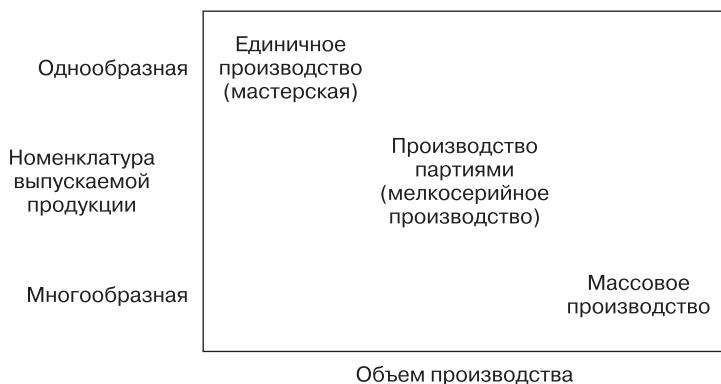 Единичное
производство
(мастерская)
Однообразная
Производство
партиями
(мелкосерийное
производство)
Номенклатура
выпускаемой
продукции
Массовое
производство
Многообразная
Объем производства